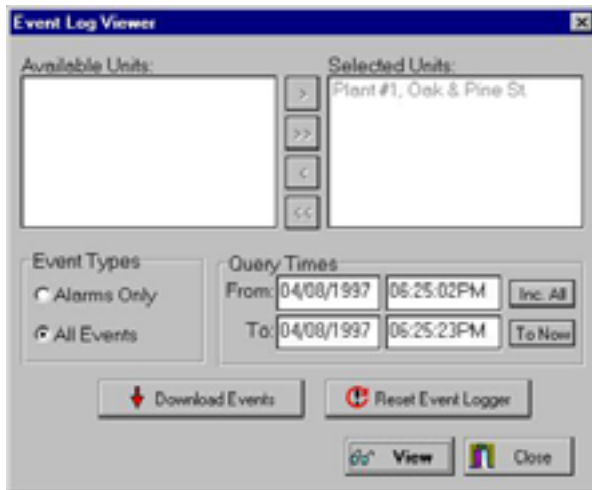 Event Log Viewer
Available Units:
Selected Units:
Plant #1, Oak & Pine St
>
>>
<
<<
Event Types
Alarms Only
All Events
Query Times
From: 04/08/1997 06:25:02PM Inc. All
To: 04/08/1997 06:25:23PM To Now
Download Events
Reset Event Logger
View
Close